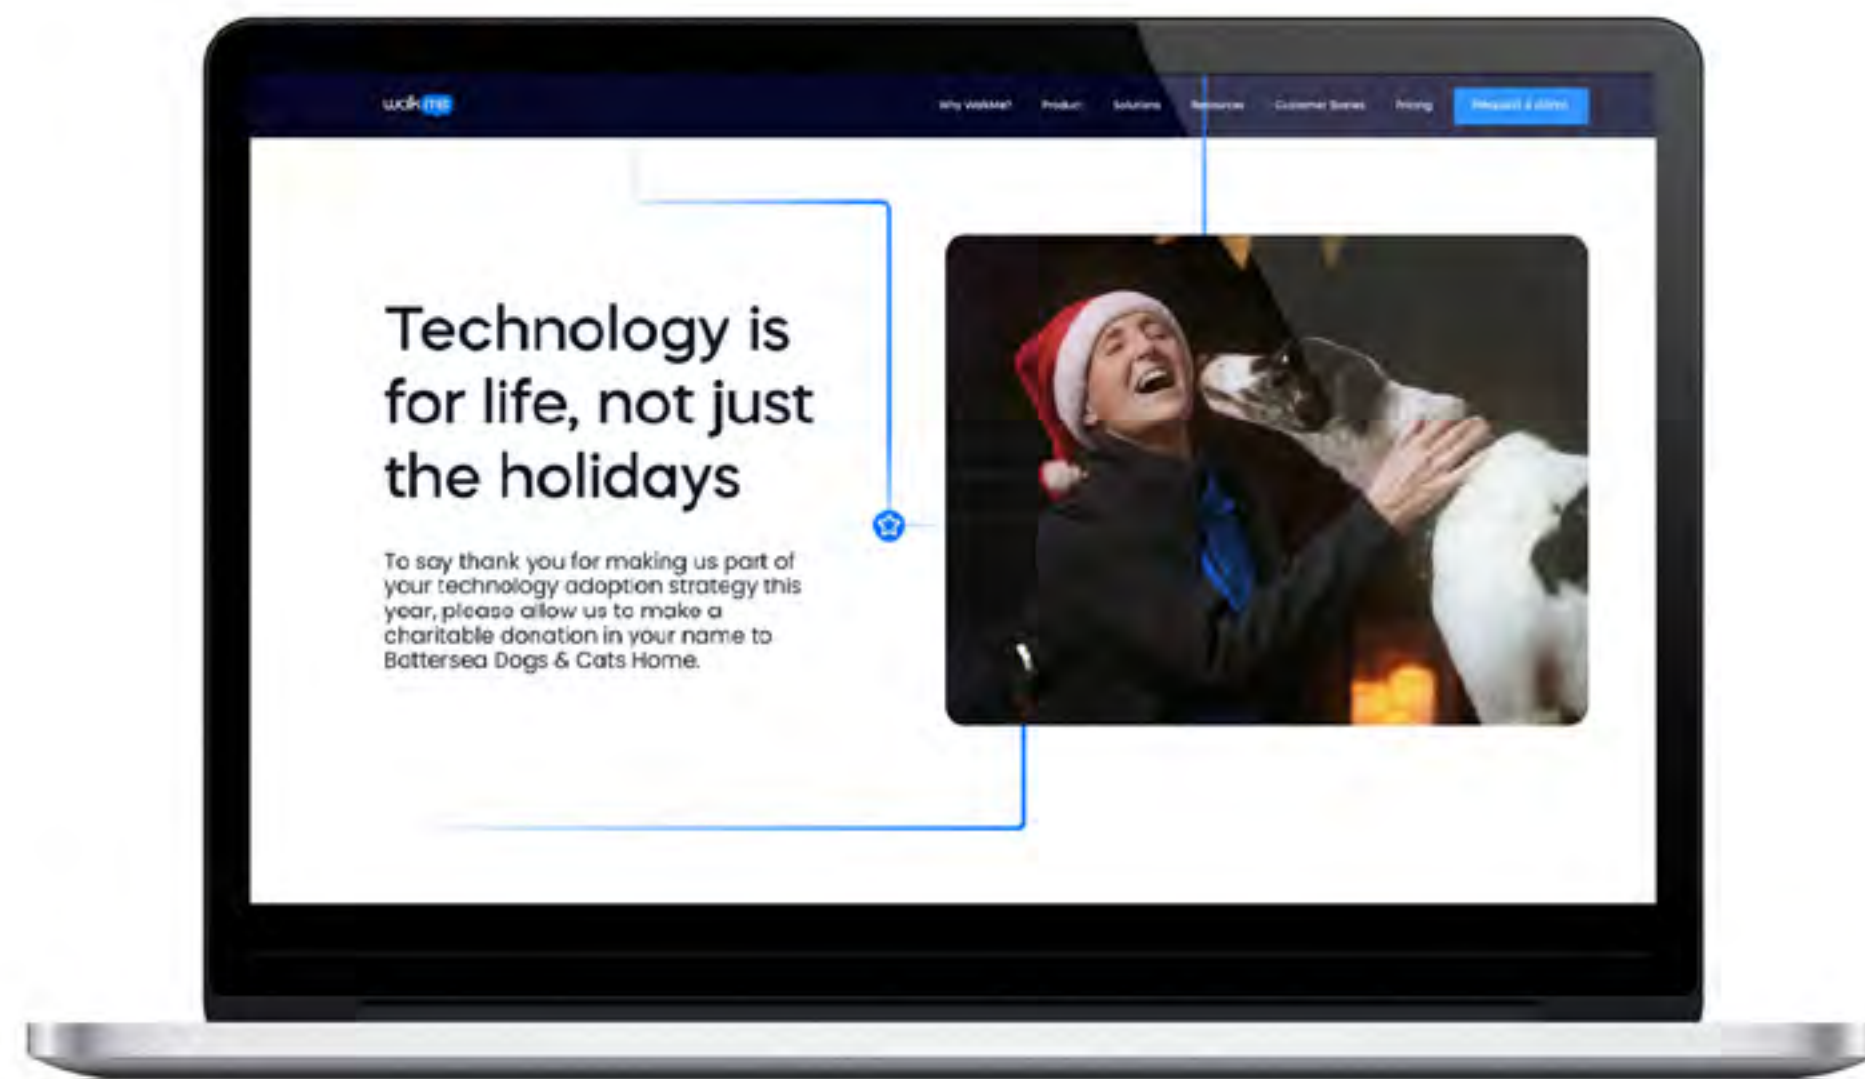 walkme
Why WalkMe? Product Solutions Resources Customer Stories Pricing Request a demo
Technology is
for life, not just
the holidays
To say thank you for making us part of
your technology adoption strategy this
year, please allow us to make a
charitable donation in your name to
Battersea Dogs & Cats Home.